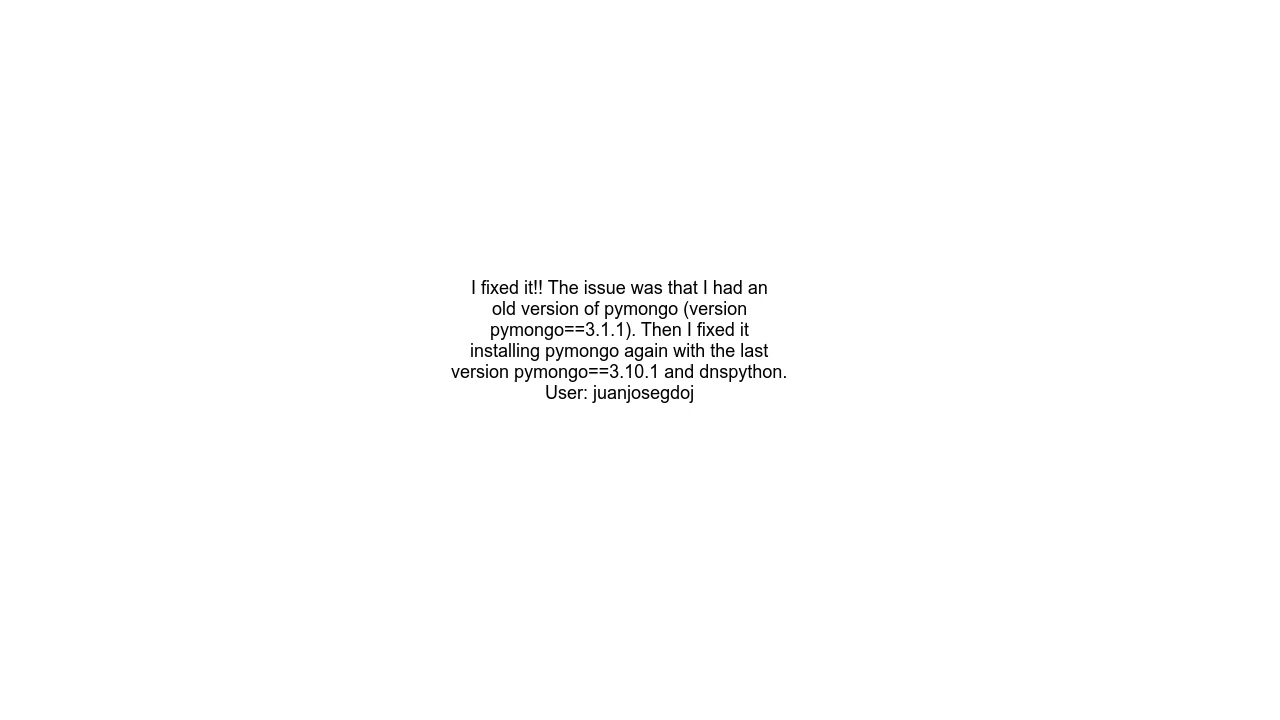 I fixed it!! The issue was that I had an
old version of pymongo (version
pymongo==3.1.1). Then I fixed it
installing pymongo again with the last
version pymongo==3.10.1 and dnspython.
User: juanjosegdoj